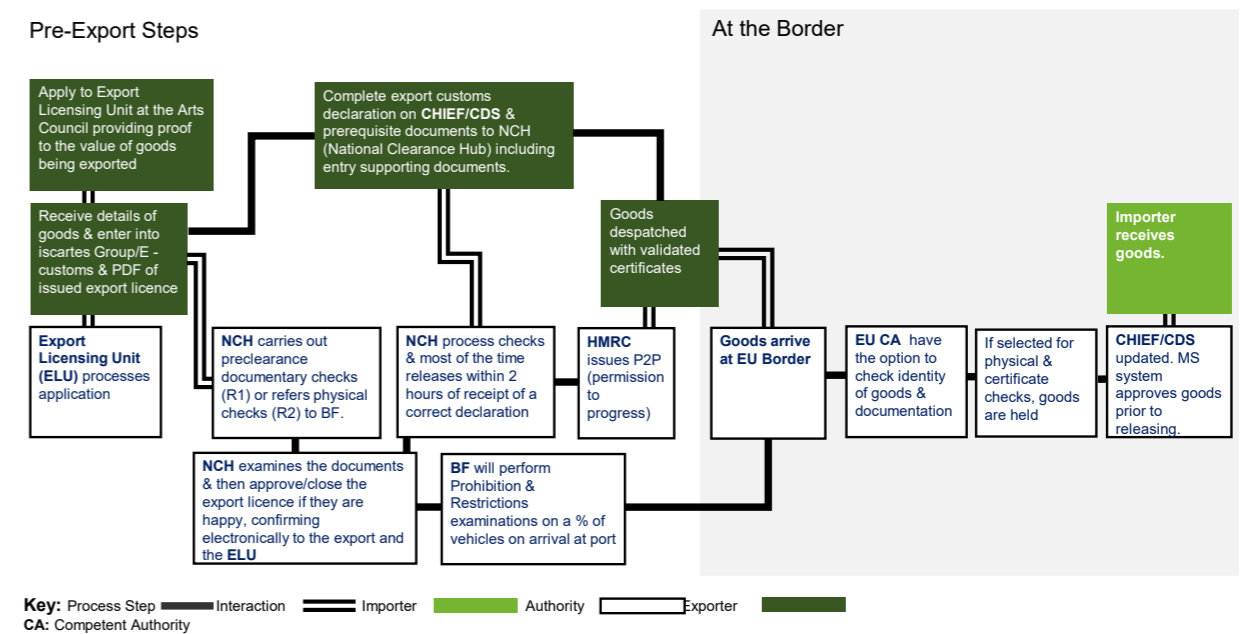 Pre-Export Steps
At the Border
Apply to Export
Licensing Unit at the Arts
Council providing proof
to the value of goods
being exported
Complete export customs
declaration on CHIEF/CDS &
prerequisite documents to NCH
(National Clearance Hub) including
entry supporting documents.
Receive details of
goods & enter into
iscartes Group/E -
customs & PDF of
issued export licence
Goods
despatched
with validated
certificates
Importer
receives
goods.
Export
Licensing Unit
(ELU) processes
application
NCH carries out
preclearance
documentary checks
(R1) or refers physical
checks (R2) to BF.
NCH process checks
& most of the time
releases within 2
hours of receipt of a
correct declaration
HMRC
issues P2P
(permission
to
progress)
Goods arrive
at EU Border
EU CA have
the option to
check identity
of goods &
documentation
If selected for
physical &
certificate
checks, goods
are held
CHIEF/CDS
updated. MS
system
approves goods
prior to
releasing.
NCH examines the documents
& then approve/close the
export licence if they are
happy, confirming
electronically to the export and
the ELU
BF will perform
Prohibition &
Restrictions
examinations on a % of
vehicles on arrival at port
Key: Process Step Interaction Importer Authority Exporter
CA: Competent Authority